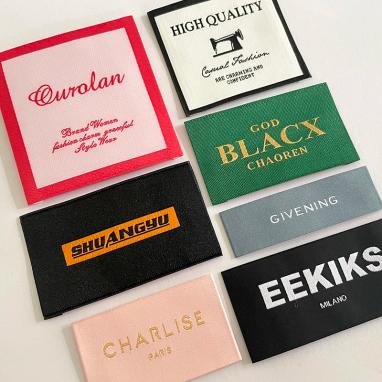 Ourolan
Brand Women
fashion charm graceful
Style Wear
HIGH QUALITY
Casual Fashion
ARE CHARMING AND
CONFIDENT
GOD
BLACX
CHAOREN
SHUANGYU
GIVENING
CHARLISE
PARIS
EEKIKS
MILANO